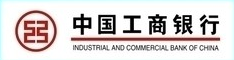 中国工商银行
INDUSTRIAL AND COMMERCIAL BANK OF CHINA